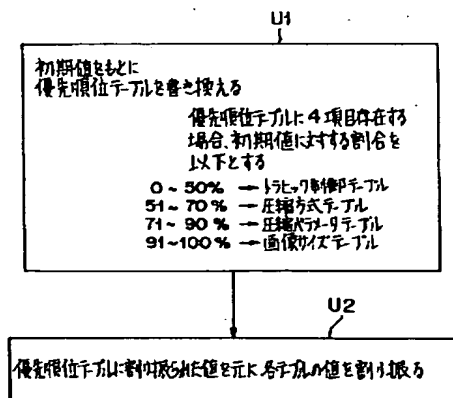 U1
初期値をもとに
優先順位テーブルを書き換える
優先順位テーブルに4項目存在する
場合、初期値に対する割合を
以下とする
0~50% → トラヒック制御テーブル
51~70% → 圧縮方式テーブル
71~90% → 圧縮パラメータテーブル
91~100% → 画像サイズテーブル
U2
優先順位テーブルに割り振られた値を元に各テーブルの値を割り振る